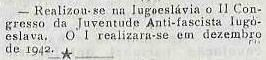 — Realizou-se na Iugoeslávia o II Con-
gresso da Juventude Anti-fascista Iugo-
eslava. O I realizara-se em dezembro
de 1942.